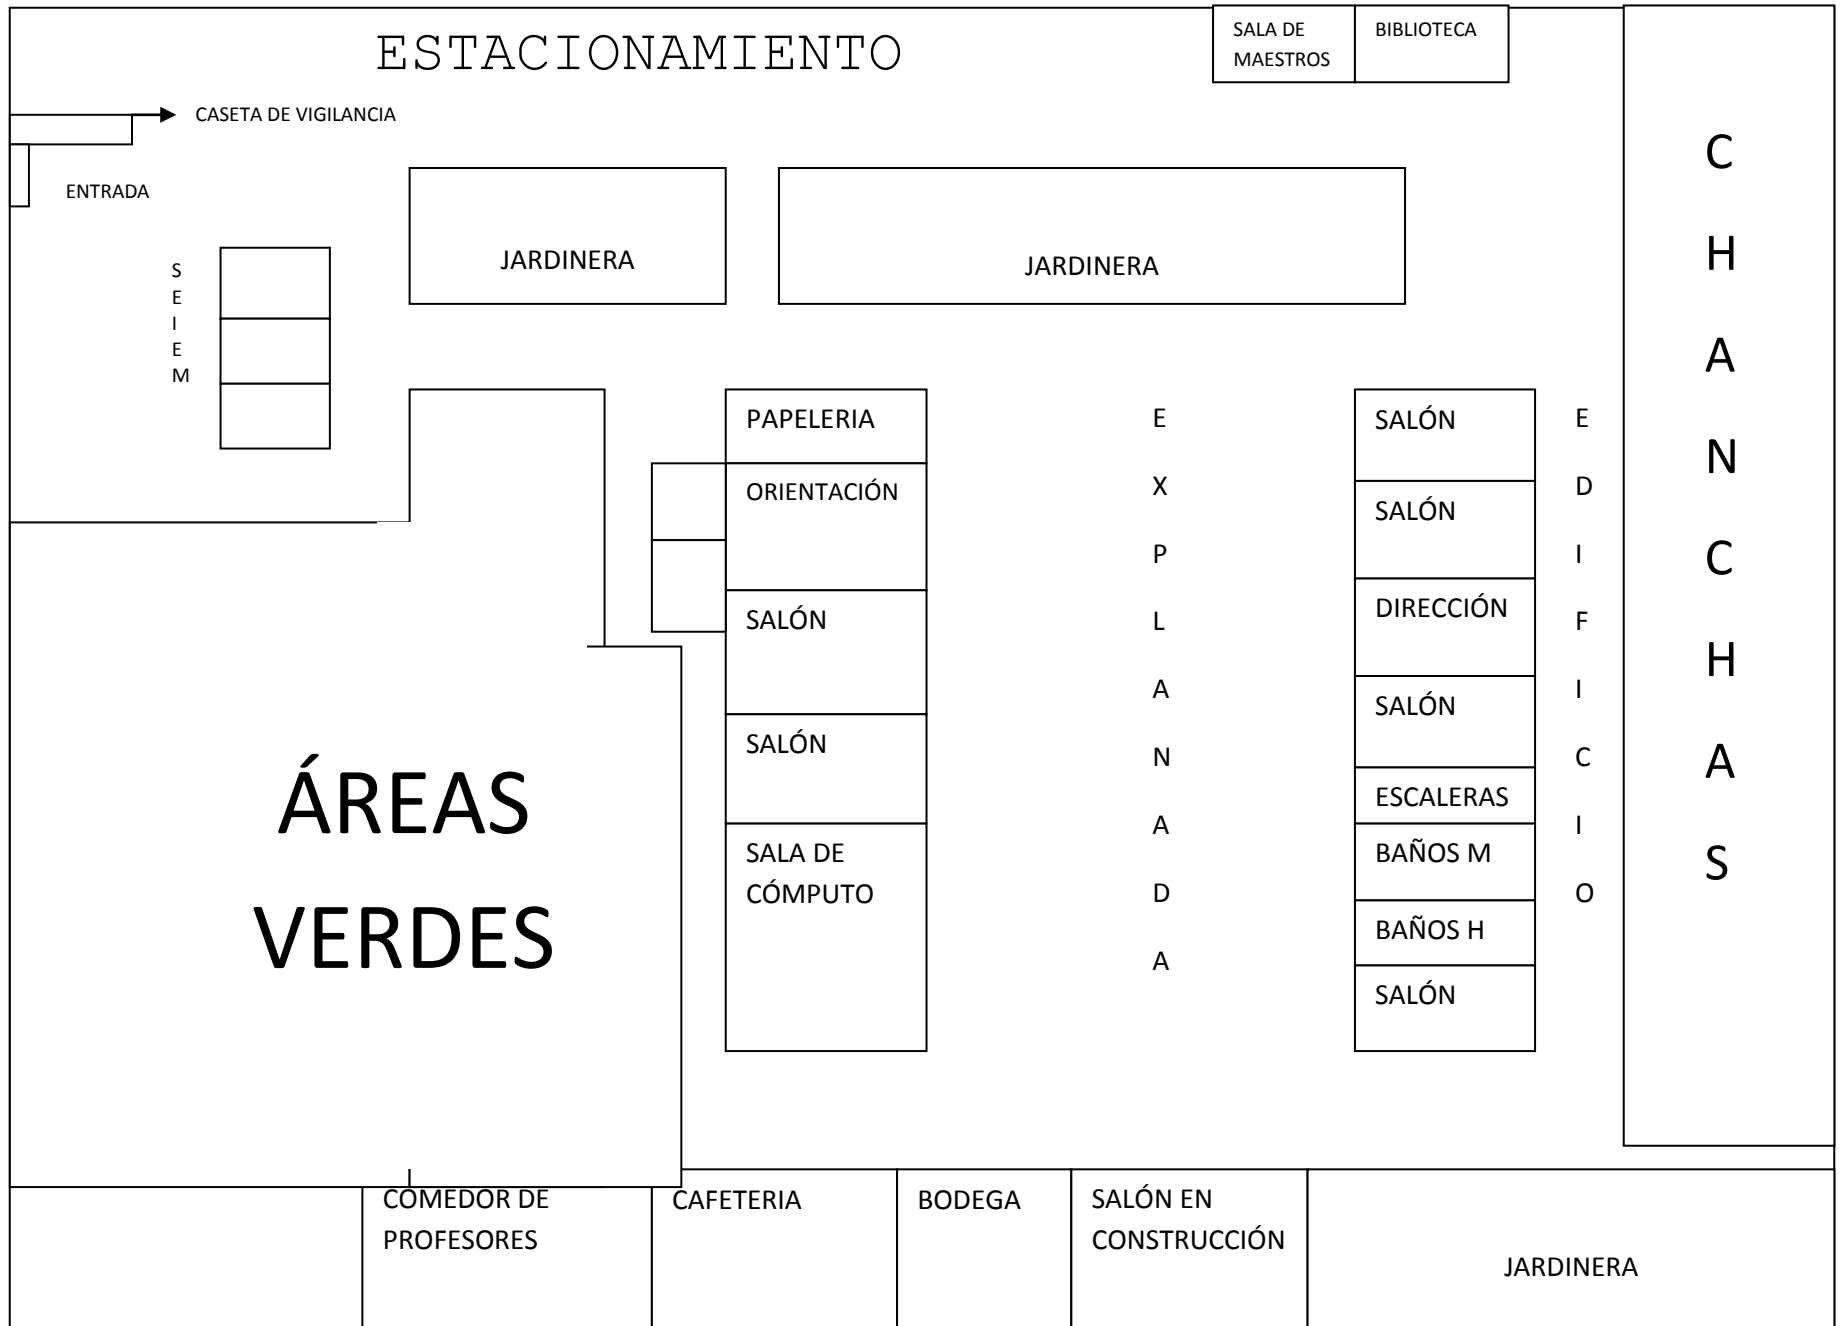 ESTACIONAMIENTO
SALA DE
MAESTROS
BIBLIOTECA
CASETA DE VIGILANCIA
ENTRADA
JARDINERA
JARDINERA
S
E
I
E
M
PAPELERIA
ORIENTACIÓN
SALÓN
SALÓN
SALA DE
CÓMPUTO
E
X
P
L
A
N
A
D
A
SALÓN
SALÓN
DIRECCIÓN
SALÓN
ESCALERAS
BAÑOS M
BAÑOS H
SALÓN
E
D
I
F
I
C
I
O
C
H
A
N
C
H
A
S
ÁREAS
VERDES
COMEDOR DE
PROFESORES
CAFETERIA
BODEGA
SALÓN EN
CONSTRUCCIÓN
JARDINERA